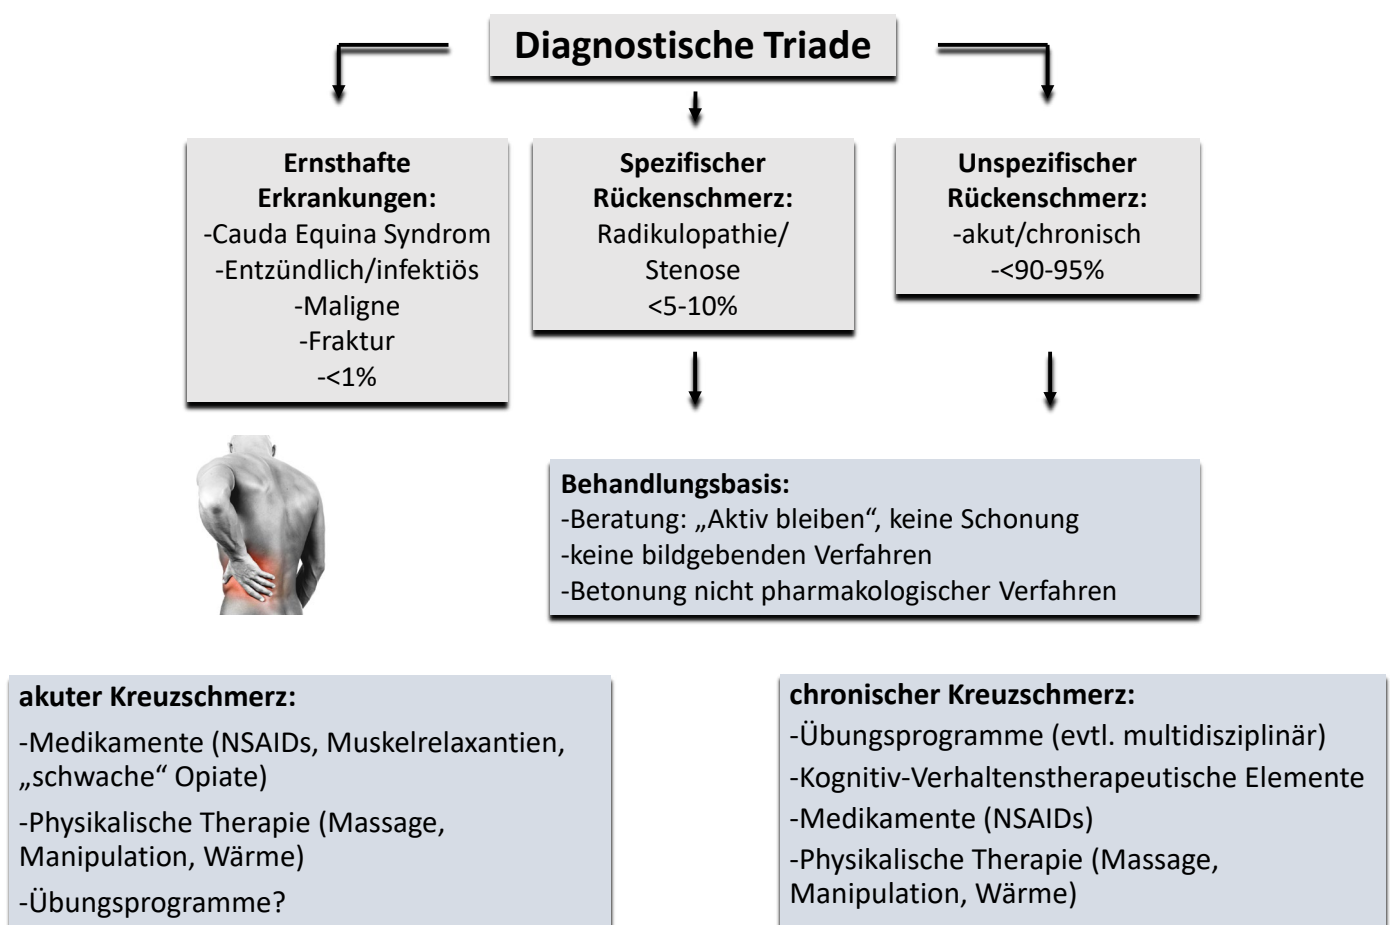 Diagnostische Triade
Ernsthafte
Erkrankungen:
-Cauda Equina Syndrom
-Entzündlich/infektiös
-Maligne
-Fraktur
-<1%
Spezifischer
Rückenschmerz:
Radikulopathie/
Stenose
<5-10%
Unspezifischer
Rückenschmerz:
-akut/chronisch
-<90-95%
Behandlungsbasis:
-Beratung: „Aktiv bleiben“, keine Schonung
-keine bildgebenden Verfahren
-Betonung nicht pharmakologischer Verfahren
akuter Kreuzschmerz:
-Medikamente (NSAIDs, Muskelrelaxantien,
„schwache“ Opiate)
-Physikalische Therapie (Massage,
Manipulation, Wärme)
-Übungsprogramme?
chronischer Kreuzschmerz:
-Übungsprogramme (evtl. multidisziplinär)
-Kognitiv-Verhaltenstherapeutische Elemente
-Medikamente (NSAIDs)
-Physikalische Therapie (Massage,
Manipulation, Wärme)